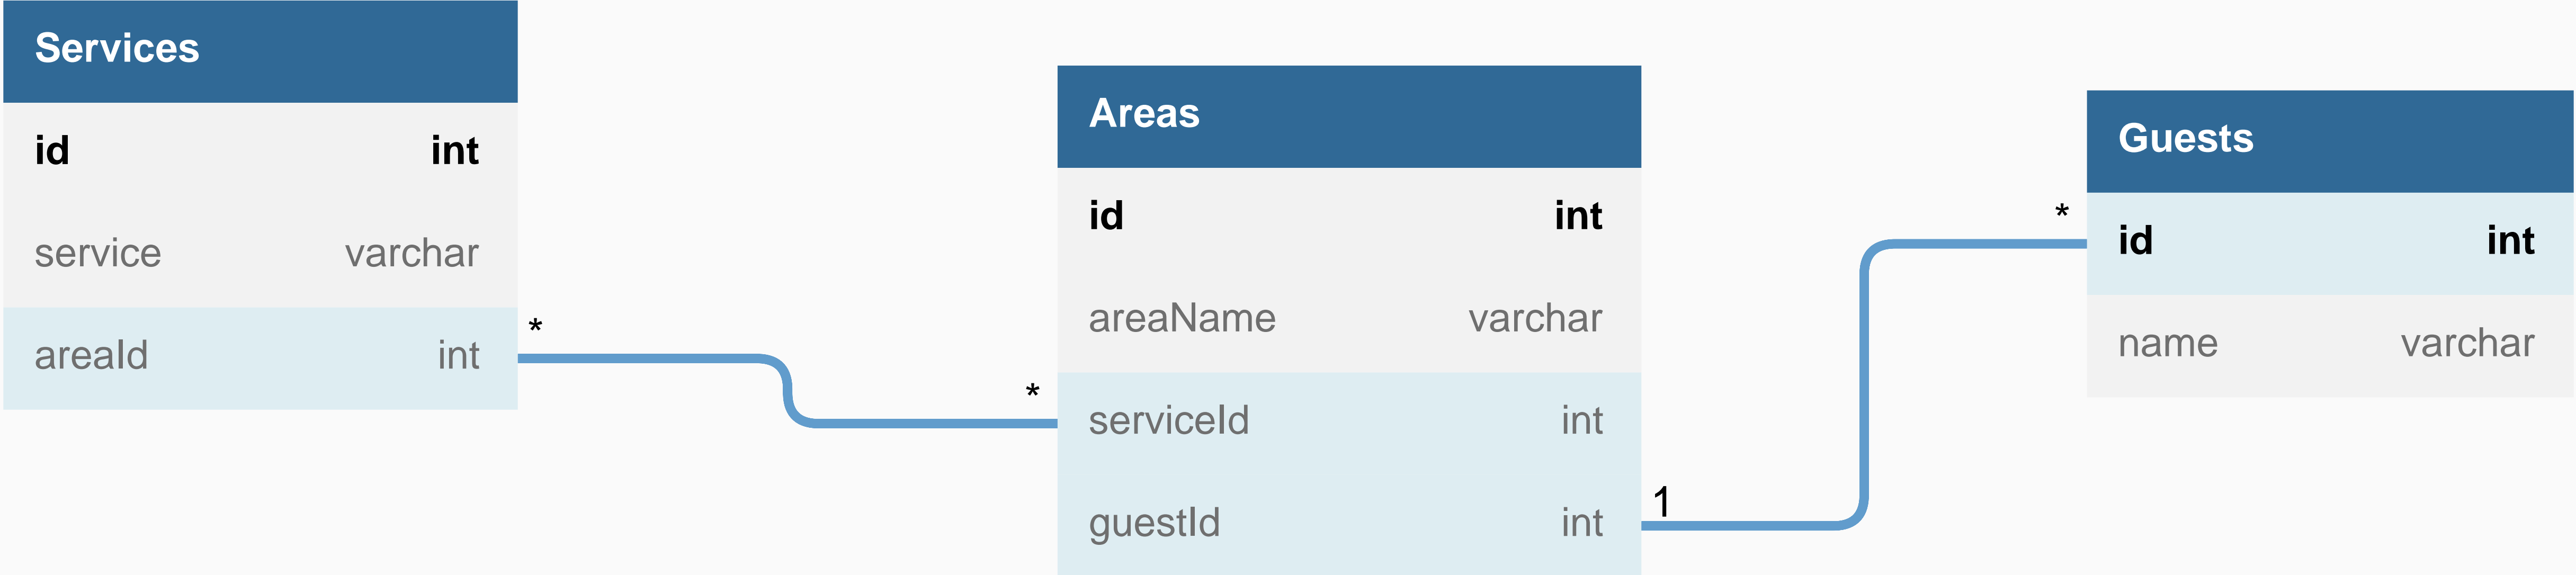 Services
id int
service varchar
areaId int
*
*
Areas
id int
areaName varchar
serviceId int
guestId int
1
*
Guests
id int
name varchar